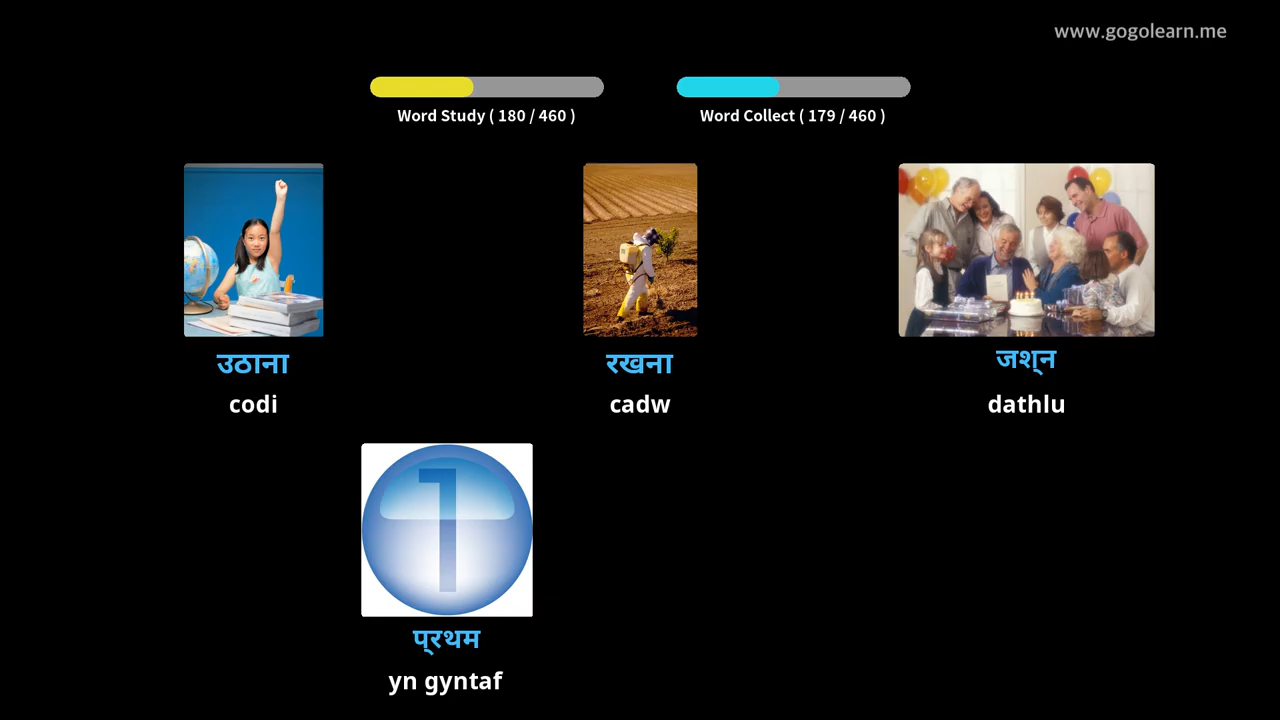 www.gogolearn.me
Word Study ( 180 / 460 )
Word Collect ( 179 / 460 )
उठाना
codi
रखना
cadw
जश्न
dathlu
1
प्रथम
yn gyntaf